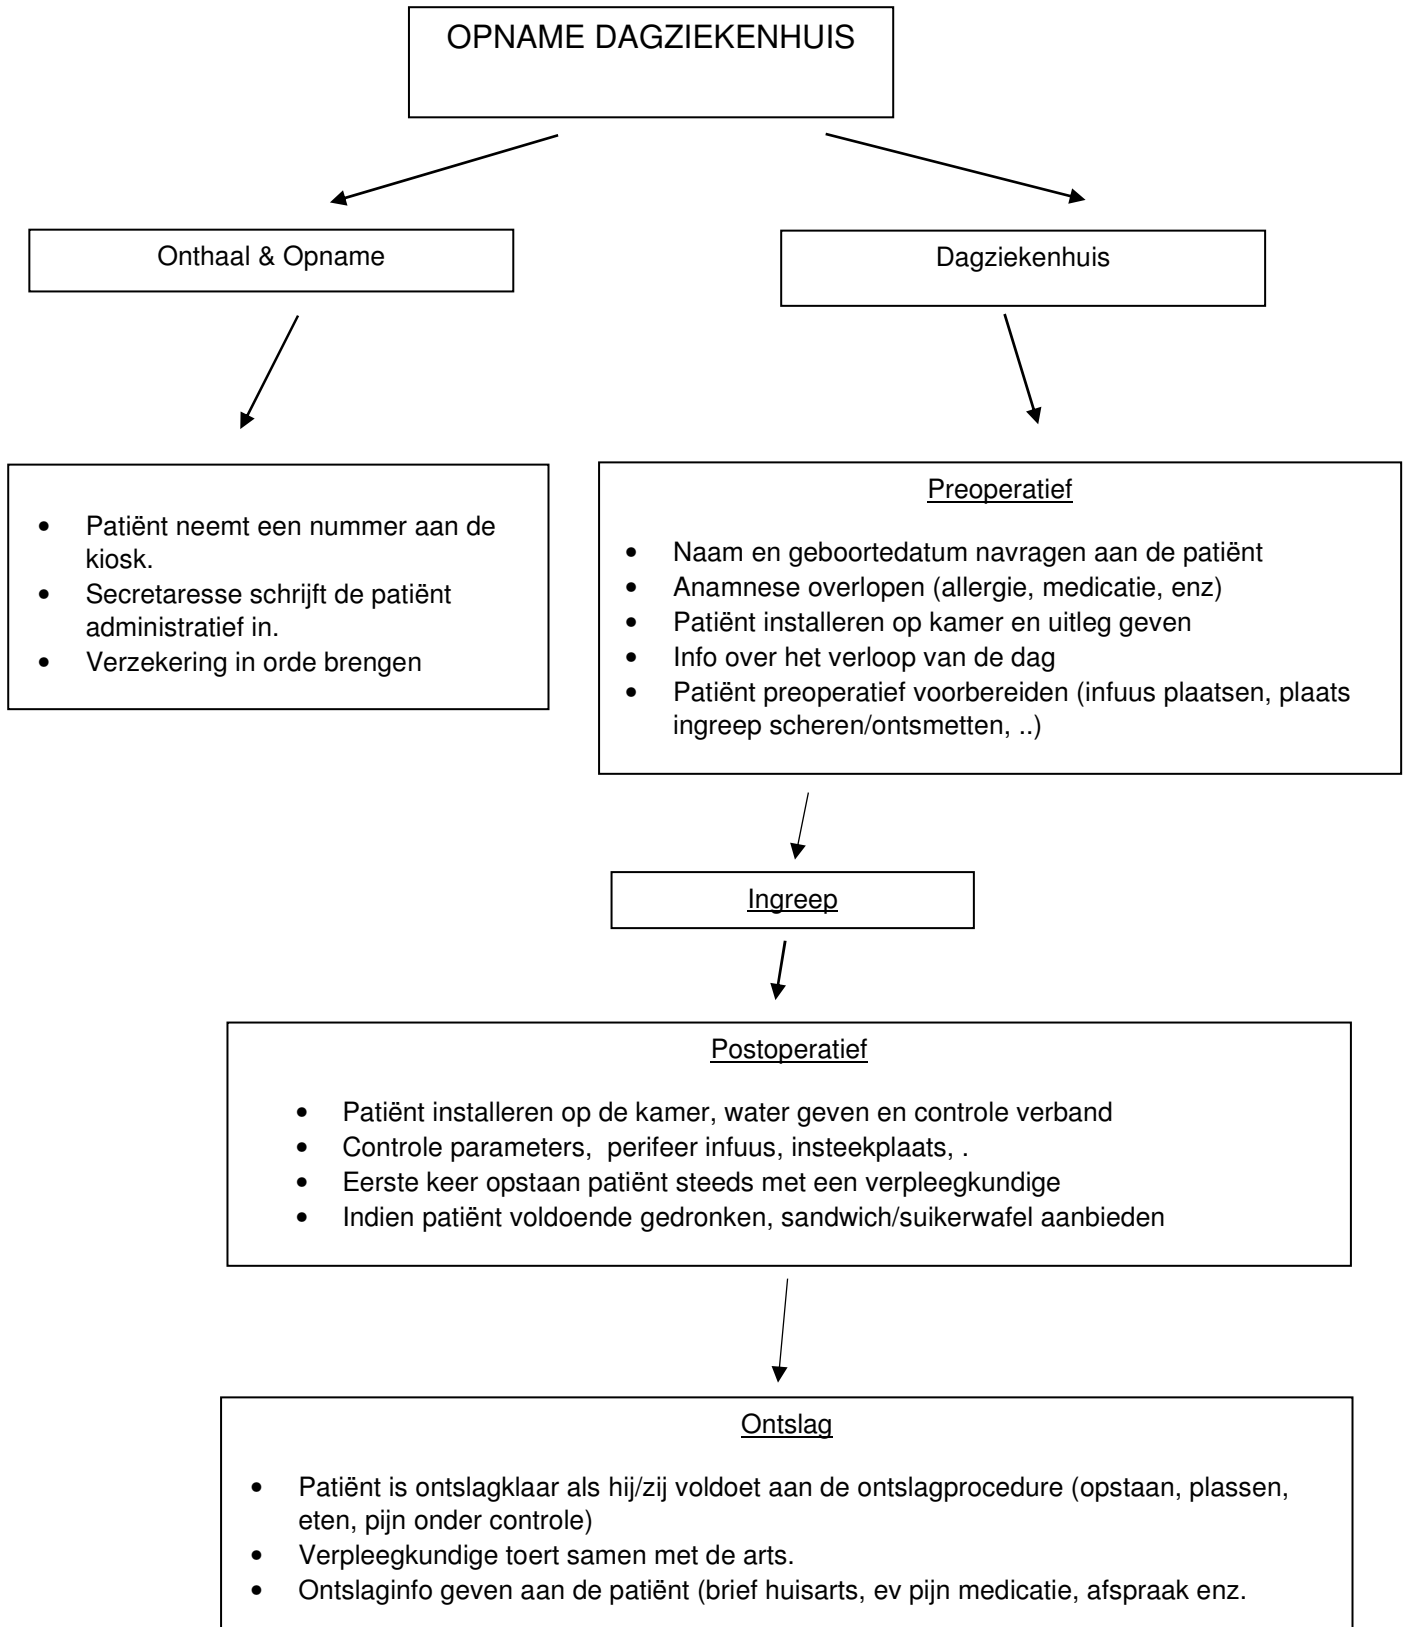 OPNAME DAGZIEKENHUIS
Onthaal & Opname
Dagziekenhuis
• Patiënt neemt een nummer aan de
kiosk.
• Secretaresse schrijft de patiënt
administratief in.
• Verzekering in orde brengen
Preoperatief
• Naam en geboortedatum navragen aan de patiënt
• Anamnese overlopen (allergie, medicatie, enz)
• Patiënt installeren op kamer en uitleg geven
• Info over het verloop van de dag
• Patiënt preoperatief voorbereiden (infuus plaatsen, plaats
ingreep scheren/ontsmetten, ..)
Ingreep
Postoperatief
• Patiënt installeren op de kamer, water geven en controle verband
• Controle parameters,  perifeer infuus, insteekplaats, .
• Eerste keer opstaan patiënt steeds met een verpleegkundige
• Indien patiënt voldoende gedronken, sandwich/suikerwafel aanbieden
Ontslag
• Patiënt is ontslagklaar als hij/zij voldoet aan de ontslagprocedure (opstaan, plassen,
eten, pijn onder controle)
• Verpleegkundige toert samen met de arts.
• Ontslaginfo geven aan de patiënt (brief huisarts, ev pijn medicatie, afspraak enz.